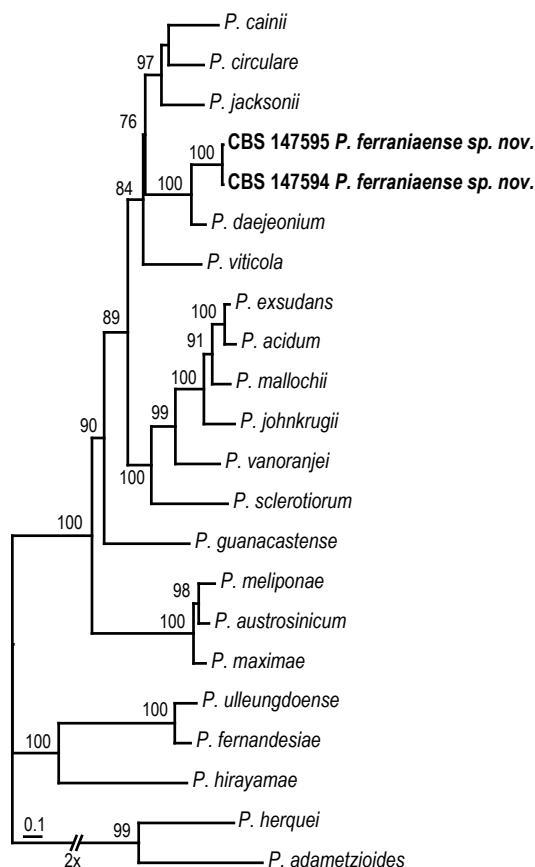 P. cainii
97
P. circulare
P. jacksonii
76
100
CBS 147595 P. ferraniaense sp. nov.
84
100
CBS 147594 P. ferraniaense sp. nov.
P. daejeonium
P. viticola
89
100
P. exsudans
91
P. acidum
100
P. mallochii
99
P. johnkrugii
90
P. vanoranjei
100
P. sclerotiorum
100
P. guanacastense
98
P. meliponae
100
P. austrosinicum
P. maximae
100
P. ulleungdoense
100
P. fernandesiae
P. hirayamae
0.1
99
P. herquei
2x
P. adametzioides